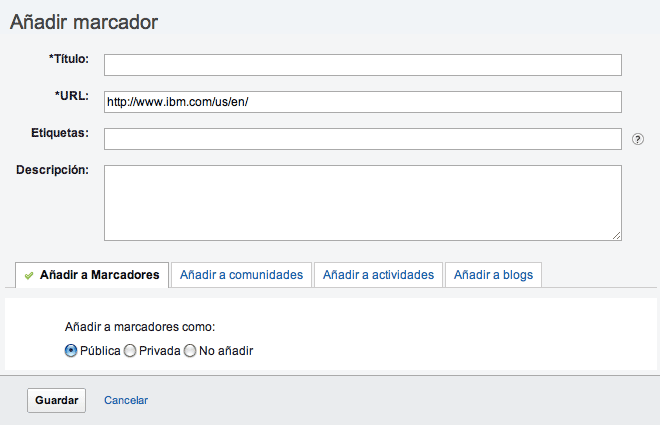 Añadir marcador
*Título:
*URL: http://www.ibm.com/us/en/
Etiquetas: ?
Descripción:
Añadir a Marcadores Añadir a comunidades Añadir a actividades Añadir a blogs
Añadir a marcadores como:
Pública Privada No añadir
Guardar Cancelar